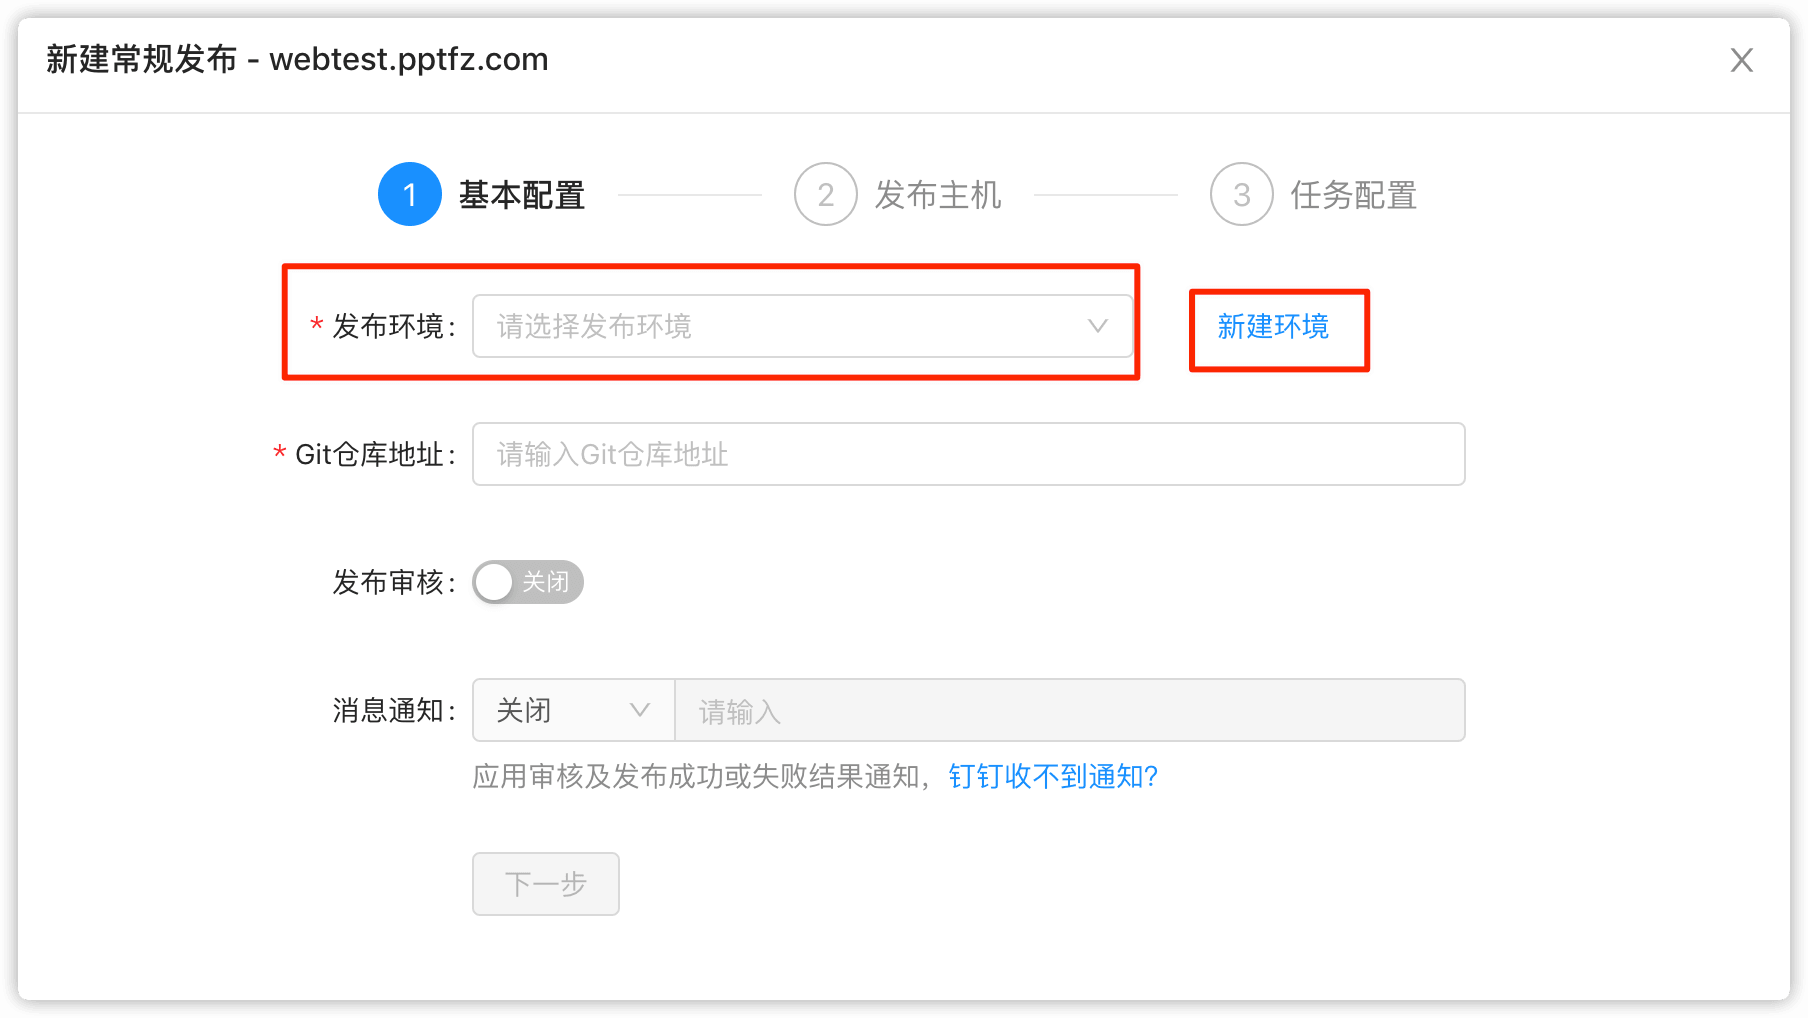 新建常规发布 - webtest.pptfz.com
1 基本配置 2 发布主机 3 任务配置
* 发布环境: 请选择发布环境 新建环境
* Git仓库地址: 请输入Git仓库地址
发布审核: 关闭
消息通知: 关闭 请输入
应用审核及发布成功或失败结果通知，钉钉收不到通知?
下一步